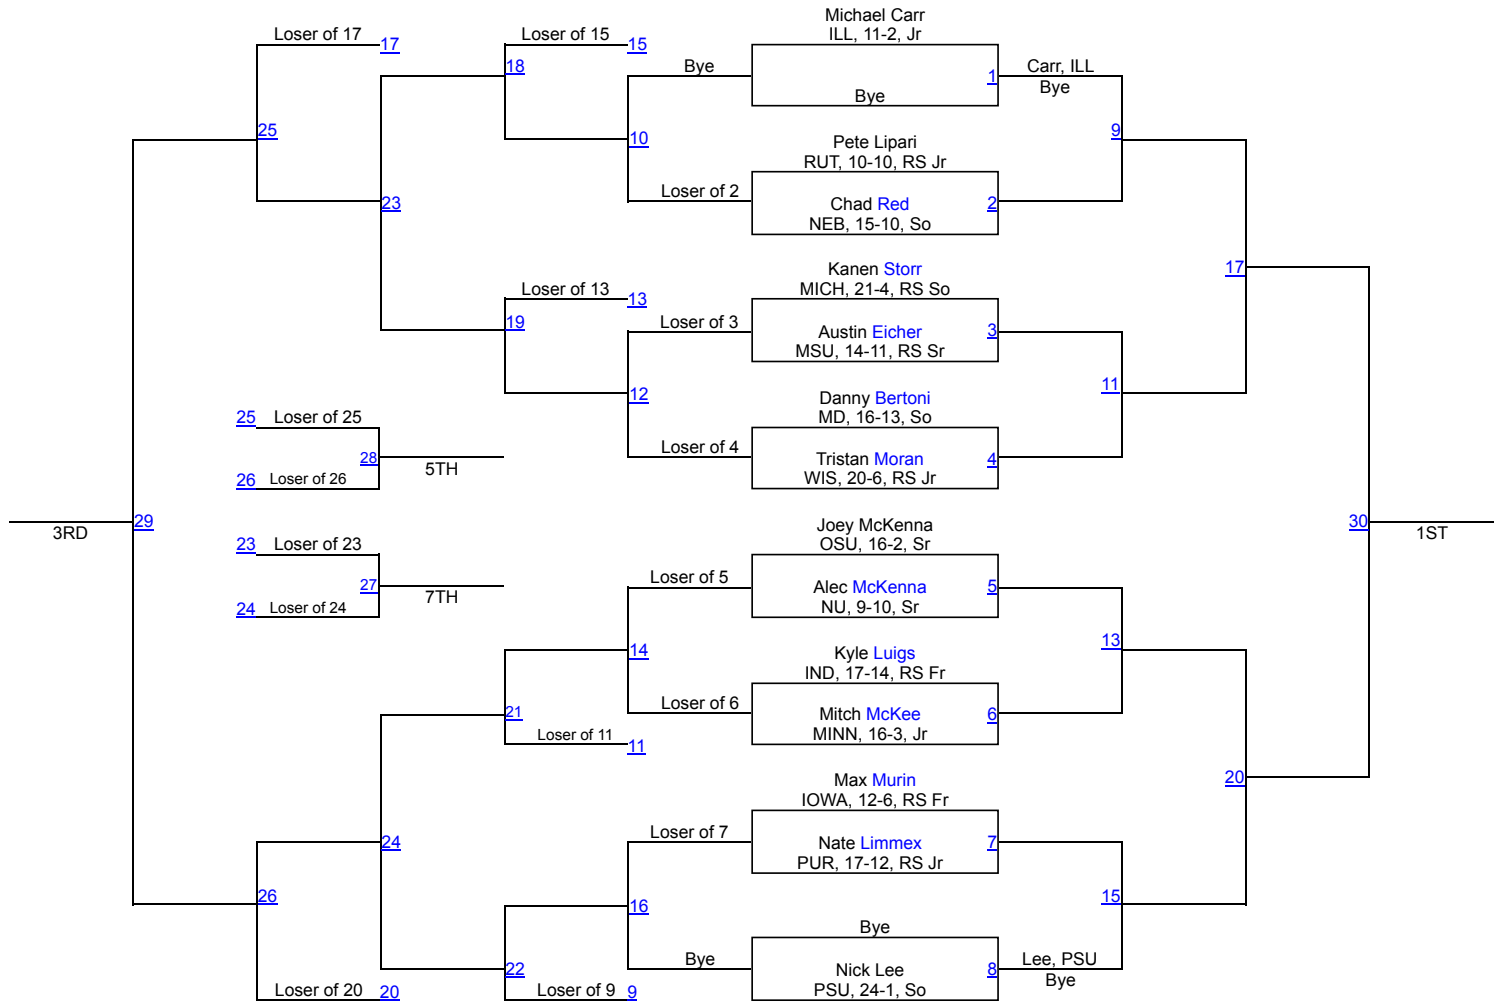 Michael Carr
ILL, 11-2, Jr
Loser of 17
17
Loser of 15
15
18
Bye
1
Carr, ILL
Bye
Bye
25
10
9
Pete Lipari
RUT, 10-10, RS Jr
Loser of 2
23
Chad Red
2
NEB, 15-10, So
Kanen Storr
17
MICH, 21-4, RS So
Loser of 13
13
19
Loser of 3
Austin Eicher
3
MSU, 14-11, RS Sr
12
11
Danny Bertoni
MD, 16-13, So
25
Loser of 25
28
5TH
Loser of 4
Tristan Moran
4
WIS, 20-6, RS Jr
26
Loser of 26
3RD
29
Joey McKenna
OSU, 16-2, Sr
30
1ST
23
Loser of 23
27
7TH
Loser of 5
Alec McKenna
5
NU, 9-10, Sr
24
Loser of 24
14
13
Kyle Luigs
IND, 17-14, RS Fr
Loser of 6
21
Mitch McKee
6
MINN, 16-3, Jr
Loser of 11
11
20
Max Murin
IOWA, 12-6, RS Fr
24
Loser of 7
Nate Limmex
7
PUR, 17-12, RS Jr
26
16
15
Bye
Bye
22
Nick Lee
8
Lee, PSU
Bye
PSU, 24-1, So
Loser of 20
20
Loser of 9
9